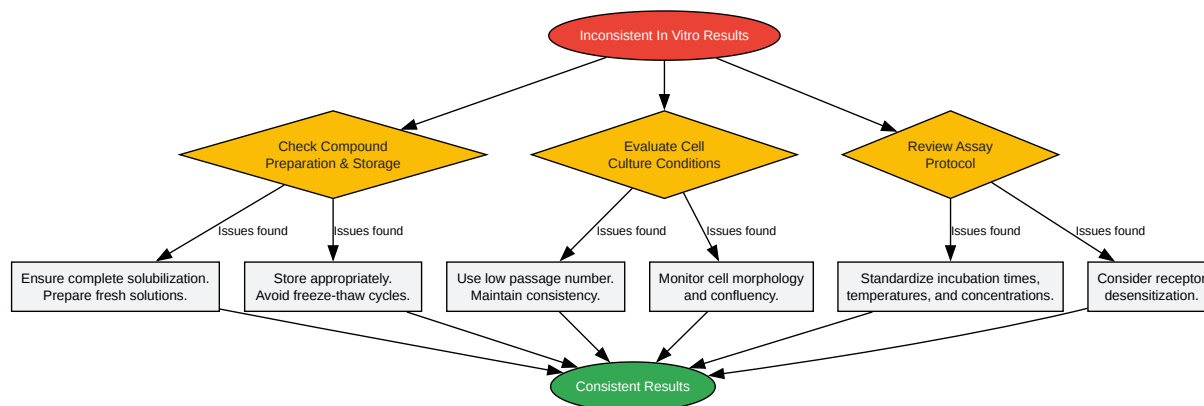 Inconsistent In Vitro Results
Check Compound
Preparation & Storage
Evaluate Cell
Culture Conditions
Review Assay
Protocol
Issues found
Issues found
Issues found
Issues found
Issues found
Issues found
Ensure complete solubilization.
Prepare fresh solutions.
Store appropriately.
Avoid freeze-thaw cycles.
Use low passage number.
Maintain consistency.
Monitor cell morphology
and confluency.
Standardize incubation times,
temperatures, and concentrations.
Consider receptor
desensitization.
Consistent Results